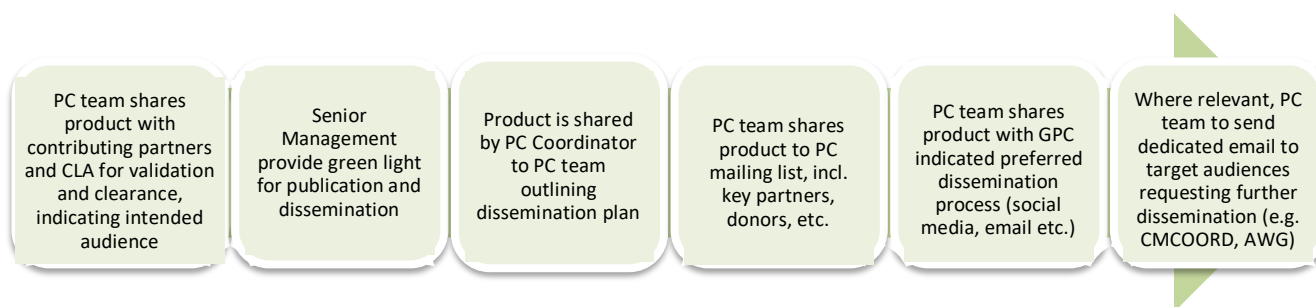 PC team shares
product with
contributing partners
and CLA for validation
and clearance,
indicating intended
audience
Senior
Management
provide green light
for publication and
dissemination
Product is shared
by PC Coordinator
to PC team
outlining
dissemination plan
PC team shares
product to PC
mailing list, incl.
key partners,
donors, etc.
PC team shares
product with GPC
indicated preferred
dissemination
process (social
media, email etc.)
Where relevant, PC
team to send
dedicated email to
target audiences
requesting further
dissemination (e.g.
CMCOORD, AWG)